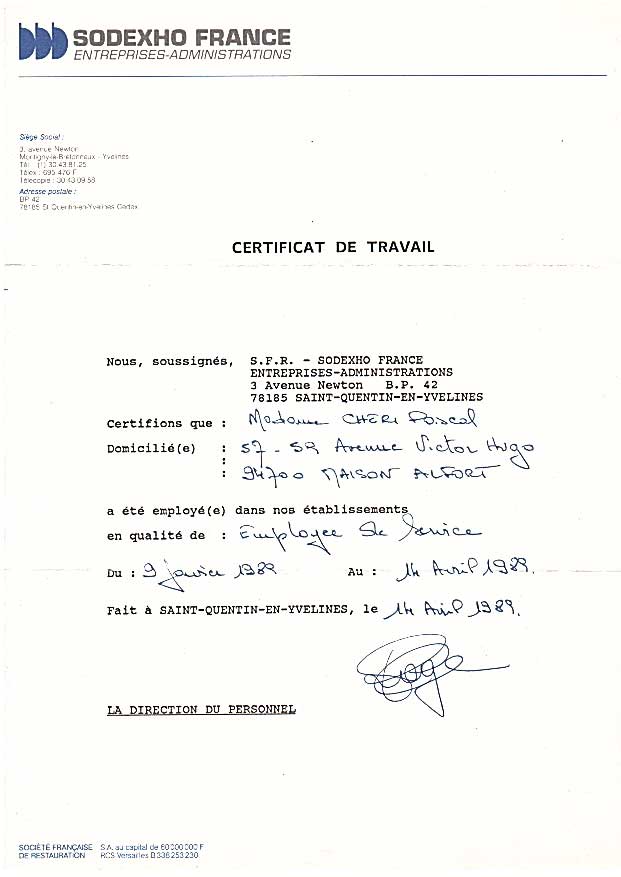 SODEXHO FRANCE
ENTREPRISES-ADMINISTRATIONS
Siège Social :
3, avenue Newton
Montigny-le-Bretonneux - Yvelines
Tél. : (1) 30.43.81.25
Télex : 695 476 F
Télécopie : 30.43.09.58
Adresse postale :
BP 42
78185 St Quentin-en-Yvelines Cedex
CERTIFICAT DE TRAVAIL
Nous, soussignés, S.F.R. - SODEXHO FRANCE
ENTREPRISES-ADMINISTRATIONS
3 Avenue Newton B.P. 42
78185 SAINT-QUENTIN-EN-YVELINES
Certifions que : Madame CHERI Pascal
Domicilié(e) : 57 - 59 Avenue Victor Hugo
:
: 94700 MAISON ALFORT
a été employé(e) dans nos établissements
en qualité de : Employée de Service
Du : 9 janvier 1989 Au : 14 Avril 1989.
Fait à SAINT-QUENTIN-EN-YVELINES, le 14 Avril 1989.
LA DIRECTION DU PERSONNEL
SOCIÉTÉ FRANÇAISE S.A. au capital de 60 000 000 F
DE RESTAURATION RCS Versailles B 338 253 230